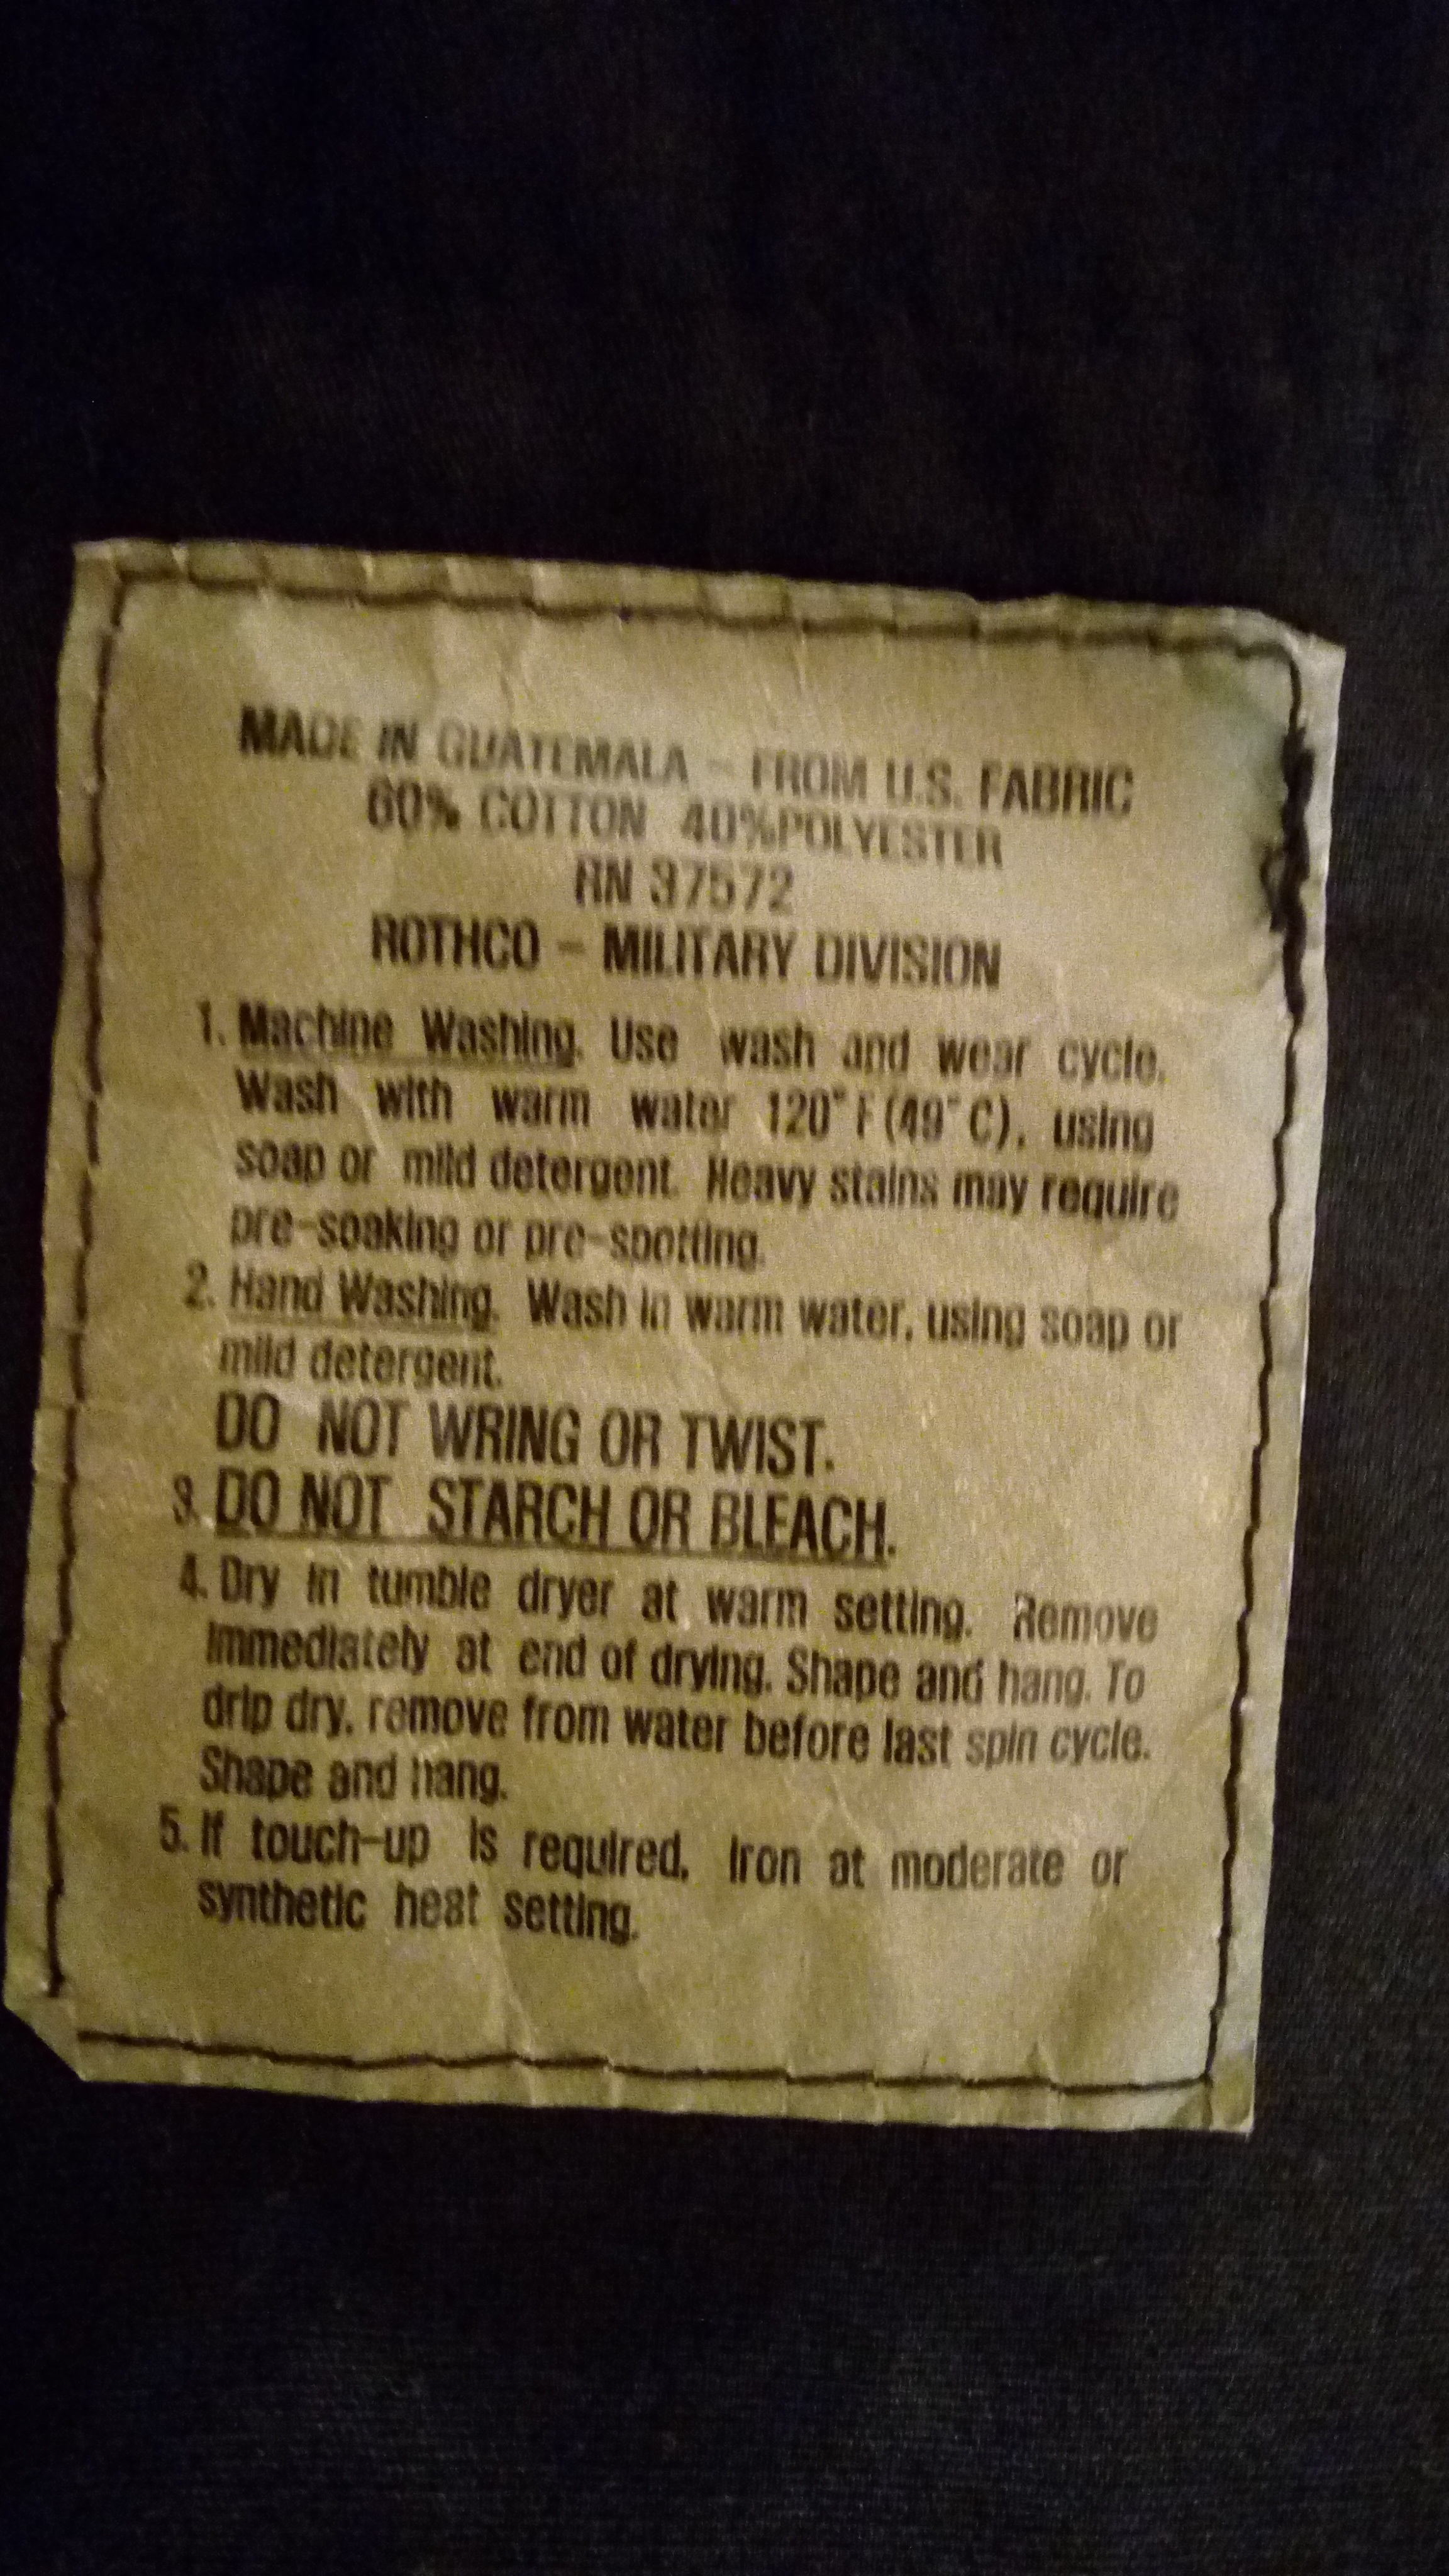 MADE IN GUATEMALA - FROM U.S. FABRIC
60% COTTON 40%POLYESTER
RN 37572
ROTHCO - MILITARY DIVISION
1. Machine Washing. Use wash and wear cycle.
Wash with warm water 120°F(49°C), using
soap or mild detergent. Heavy stains may require
pre-soaking or pre-spotting.
2. Hand Washing. Wash in warm water, using soap or
mild detergent.
DO NOT WRING OR TWIST.
3. DO NOT STARCH OR BLEACH.
4. Dry in tumble dryer at warm setting. Remove
immediately at end of drying. Shape and hang. To
drip dry, remove from water before last spin cycle.
Shape and hang.
5. If touch-up is required, iron at moderate or
synthetic heat setting.